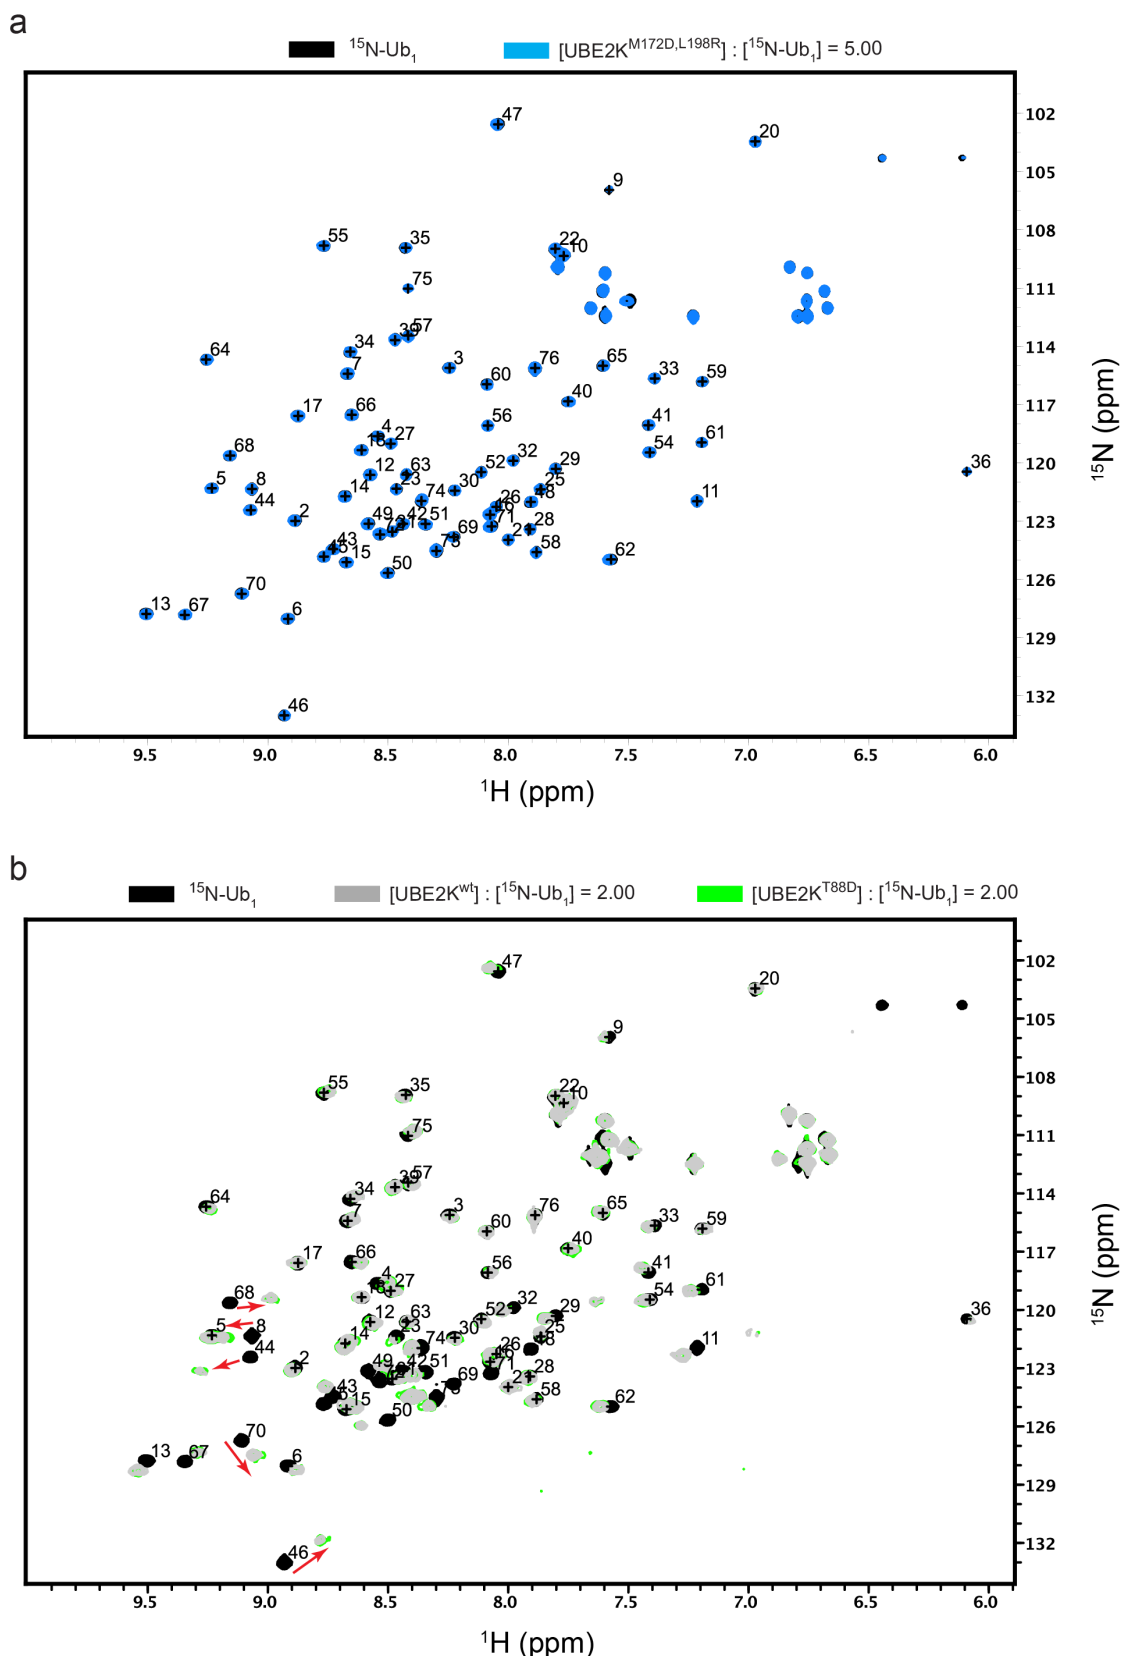 a
¹⁵N-Ub₁ [UBE2K^M172D,L198R] : [¹⁵N-Ub₁] = 5.00
47
20
9
55 35 22 10
75
39 57
64 34 7 3 60 76 65 33 59
40
17 66 4 27 56 41 61
68 18 54 36
5 8 12 63 52 32 29
44 14 23 74 30 26 25 48 11
2 49 42 51 71 28
43 15 73 69 21 58 62
50
70
13 67 6
46
102
105
108
111
114
117
120
123
126
129
132
¹⁵N (ppm)
9.5 9.0 8.5 8.0 7.5 7.0 6.5 6.0
¹H (ppm)
b
¹⁵N-Ub₁ [UBE2K^wt] : [¹⁵N-Ub₁] = 2.00 [UBE2K^T88D] : [¹⁵N-Ub₁] = 2.00
47
20
9
55 35 22 10
75
39 57
64 34 7 3 60 76 65 33 59
40
17 66 4 27 56 41 61
68 18 54 36
5 8 12 63 52 32 29
44 14 23 74 30 26 25 48 11
2 49 42 51 71 28
43 15 69 21 58 62
50
70
13 67 6
46
102
105
108
111
114
117
120
123
126
129
132
¹⁵N (ppm)
9.5 9.0 8.5 8.0 7.5 7.0 6.5 6.0
¹H (ppm)